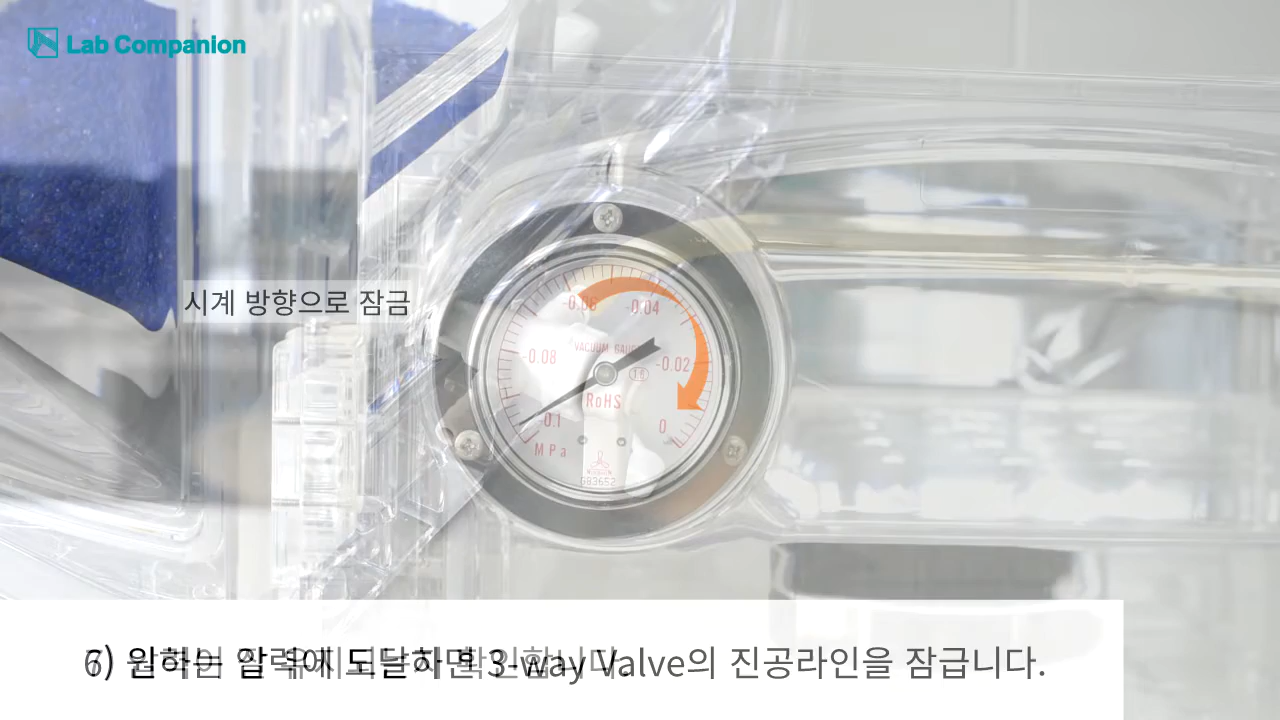 Lab Companion
시계 방향으로 잠금
-0.06 -0.04
-0.08 VACUUM GAUGE -0.02
RoHS
-0.1 0
MPa
GB3652
6) 원하는 압력에 도달하면 3-way Valve의 진공라인을 잠급니다.